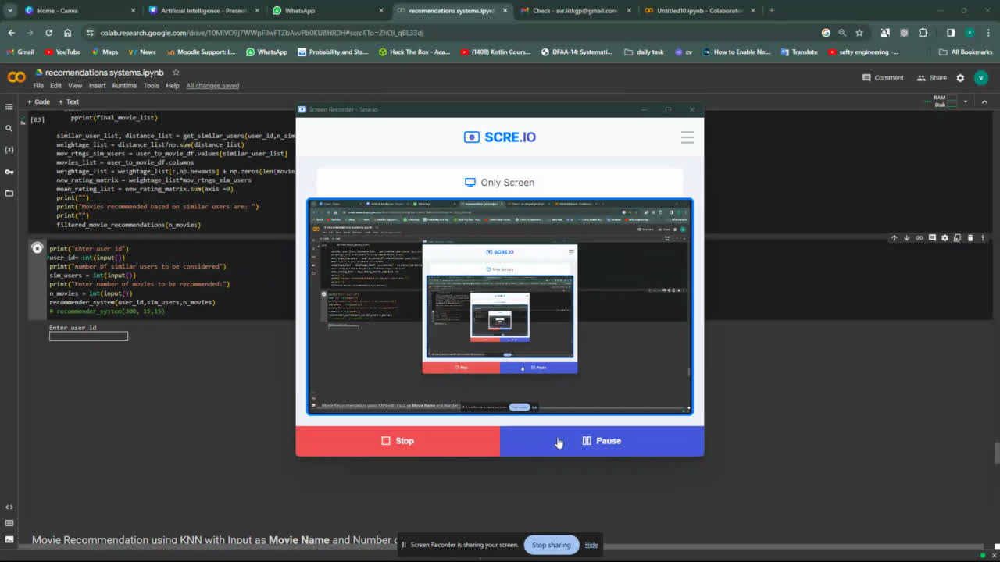 Home - Canva
Artificial Intelligence - Present
WhatsApp
recomendations systems.ipynb
Check - svr.iitkgp@gmail.com
Untitled10.ipynb - Colaborator
colab.research.google.com/drive/10MiVO9j7WWpFIlwFTZbAvvPb0KU8HR0H#scrollTo=ZhQl_qBL33dj
Gmail
YouTube
Maps
News
Moodle Support: L...
WhatsApp
Probability and Sta...
Hack The Box - Aca...
(1408) Kotlin Cours...
DFAA-14: Systemati...
daily task
cv
How to Enable Ne...
Translate
safty engineering -...
All Bookmarks
recomendations systems.ipynb
File Edit View Insert Runtime Tools Help All changes saved
Comment
Share
V
+ Code + Text
RAM
Disk
[83]
pprint(final_movie_list)
similar_user_list, distance_list = get_similar_users(user_id,n_sim
weightage_list = distance_list/np.sum(distance_list)
mov_rtngs_sim_users = user_to_movie_df.values[similar_user_list]
movies_list = user_to_movie_df.columns
weightage_list = weightage_list[:,np.newaxis] + np.zeros(len(movie
new_rating_matrix = weightage_list*mov_rtngs_sim_users
mean_rating_list = new_rating_matrix.sum(axis =0)
print("")
print("Movies recommended based on similar users are: ")
print("")
filtered_movie_recommendations(n_movies)
print("Enter user id")
user_id= int(input())
print("number of similar users to be considered")
sim_users = int(input())
print("Enter number of movies to be recommended:")
n_movies = int(input())
recommender_system(user_id,sim_users,n_movies)
# recommender_system(300, 15,15)
Enter user id
Screen Recorder - Scre.io
SCRE.IO
Only Screen
SCRE.IO
Only Screen
Stop
Pause
Stop
Pause
Movie Recommendation using KNN with Input as Movie Name and Number
Screen Recorder is sharing your screen.
Stop sharing
Hide